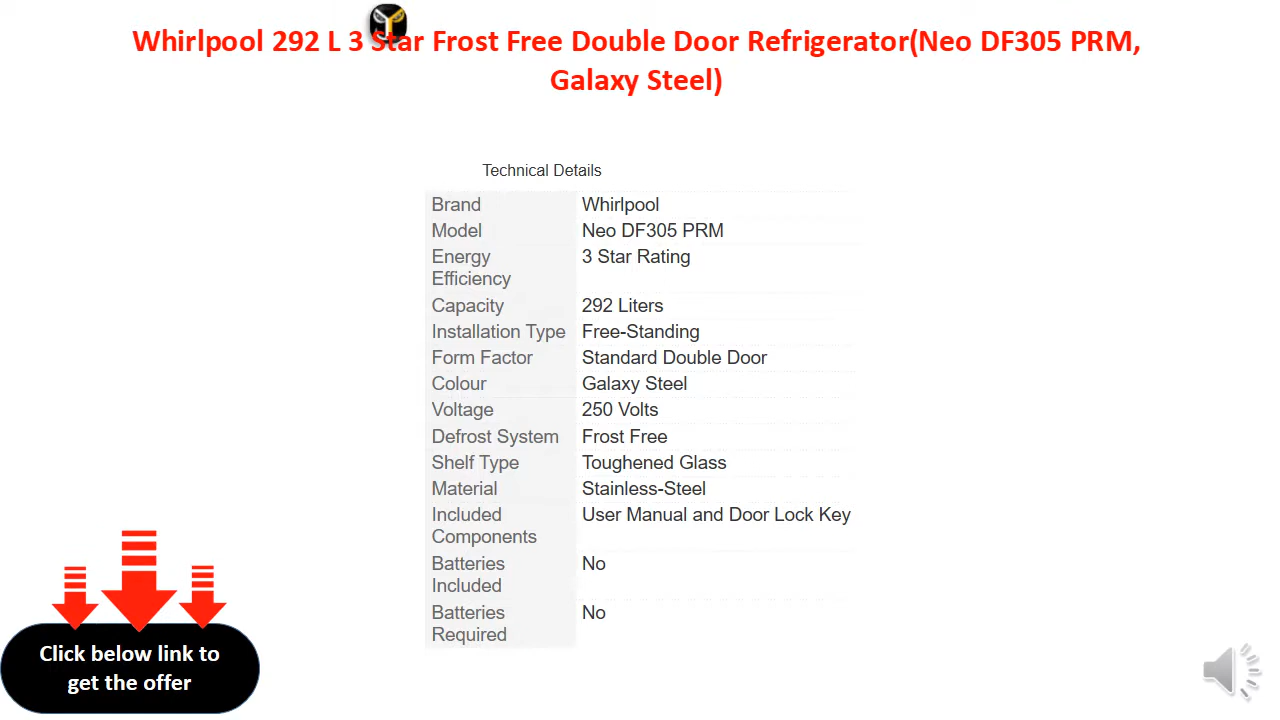 Whirlpool 292 L 3 Star Frost Free Double Door Refrigerator(Neo DF305 PRM,
Galaxy Steel)
Technical Details
Brand Whirlpool
Model Neo DF305 PRM
Energy 3 Star Rating
Efficiency
Capacity 292 Liters
Installation Type Free-Standing
Form Factor Standard Double Door
Colour Galaxy Steel
Voltage 250 Volts
Defrost System Frost Free
Shelf Type Toughened Glass
Material Stainless-Steel
Included User Manual and Door Lock Key
Components
Batteries No
Included
Batteries No
Required
Click below link to
get the offer